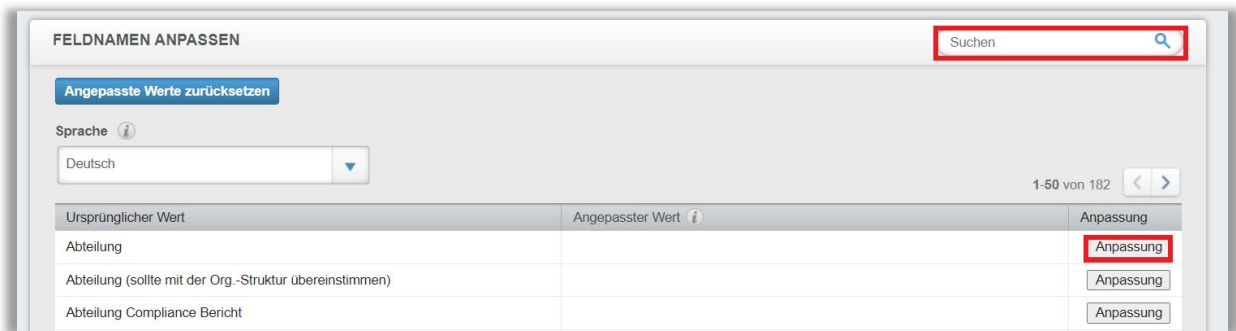 FELDNAMEN ANPASSEN
Suchen
Angepasste Werte zurücksetzen
Sprache i
Deutsch
1-50 von 182
Ursprünglicher Wert Angepasster Wert i Anpassung
Abteilung Anpassung
Abteilung (sollte mit der Org.-Struktur übereinstimmen) Anpassung
Abteilung Compliance Bericht Anpassung